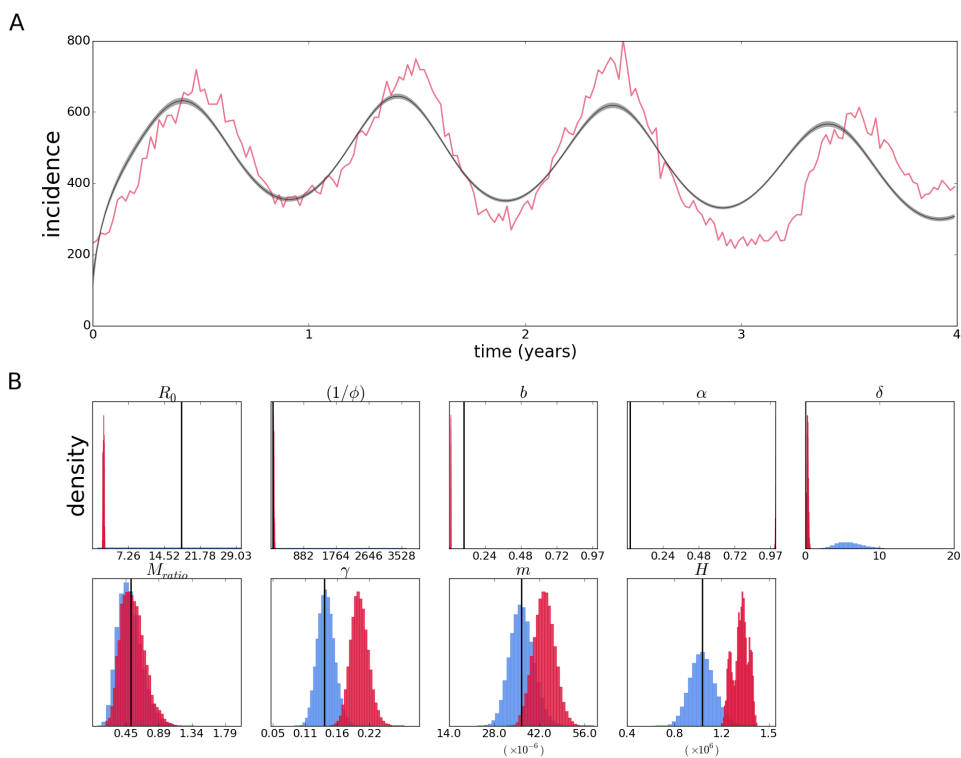 A
800
600
400
200
0
incidence
0 1 2 3 4
time (years)
B
R_0 (1/ϕ) b α δ
density
7.26 14.52 21.78 29.03 882 1764 2646 3528 0.24 0.48 0.72 0.97 0.24 0.48 0.72 0.97 0 10 20
M_ratio γ m H
0.45 0.89 1.34 1.79 0.05 0.11 0.16 0.22 14.0 28.0 42.0 56.0 0.4 0.8 1.2 1.5
(×10⁻⁶) (×10⁶)